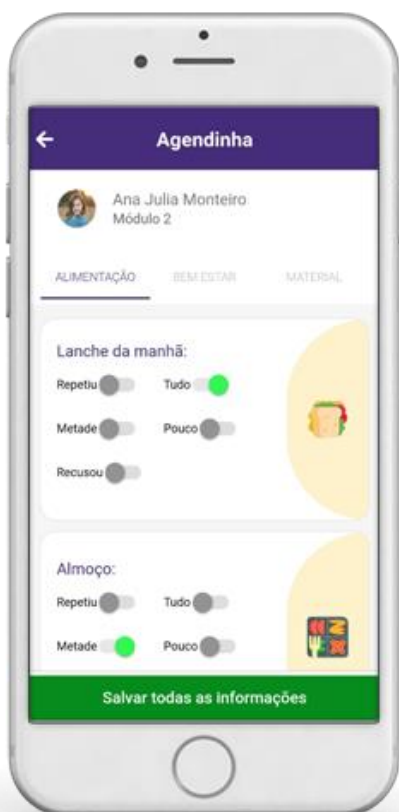 Agendinha
Ana Julia Monteiro
Módulo 2
ALIMENTAÇÃO BEM ESTAR MATERIAL
Lanche da manhã:
Repetiu Tudo
Metade Pouco
Recusou
Almoço:
Repetiu Tudo
Metade Pouco
Salvar todas as informações